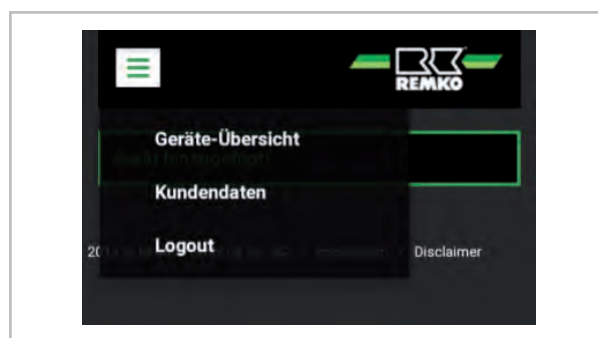 REMKO
Geräte-Übersicht
Kundendaten
Logout
Disclaimer